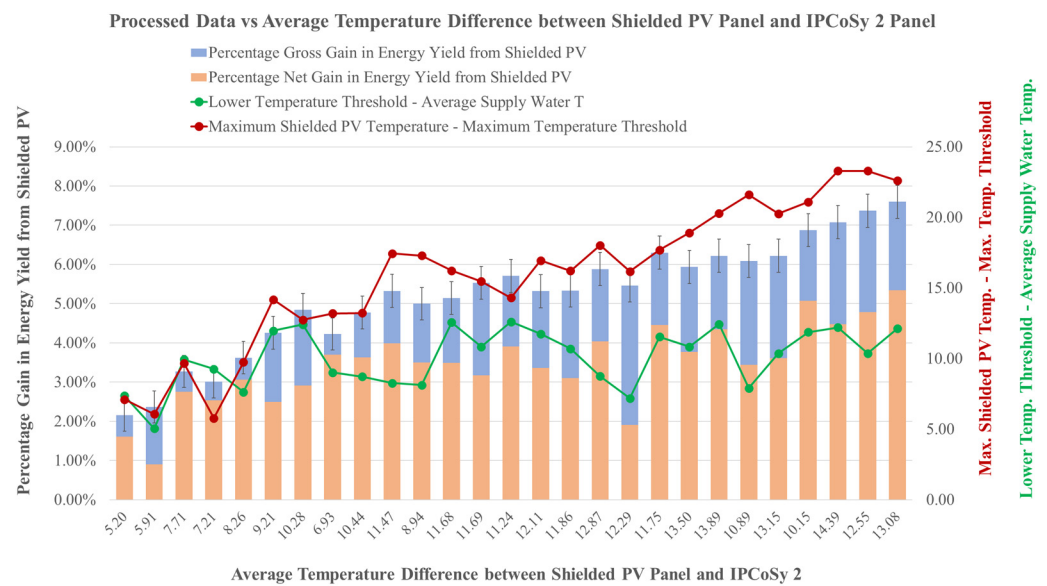 Processed Data vs Average Temperature Difference between Shielded PV Panel and IPCoSy 2 Panel
Percentage Gross Gain in Energy Yield from Shielded PV
Percentage Net Gain in Energy Yield from Shielded PV
Lower Temperature Threshold - Average Supply Water T
Maximum Shielded PV Temperature - Maximum Temperature Threshold
Percentage Gain in Energy Yield from Shielded PV
9.00%
8.00%
7.00%
6.00%
5.00%
4.00%
3.00%
2.00%
1.00%
0.00%
25.00
20.00
15.00
10.00
5.00
0.00
Max. Shielded PV Temp. - Max. Temp. Threshold
Lower Temp. Threshold - Average Supply Water Temp.
5.20 5.91 7.71 7.21 8.26 9.21 10.28 6.93 10.44 11.47 8.94 11.68 11.69 11.24 12.11 11.86 12.87 12.29 11.75 13.50 13.89 10.89 13.15 10.15 14.39 12.55 13.08
Average Temperature Difference between Shielded PV Panel and IPCoSy 2